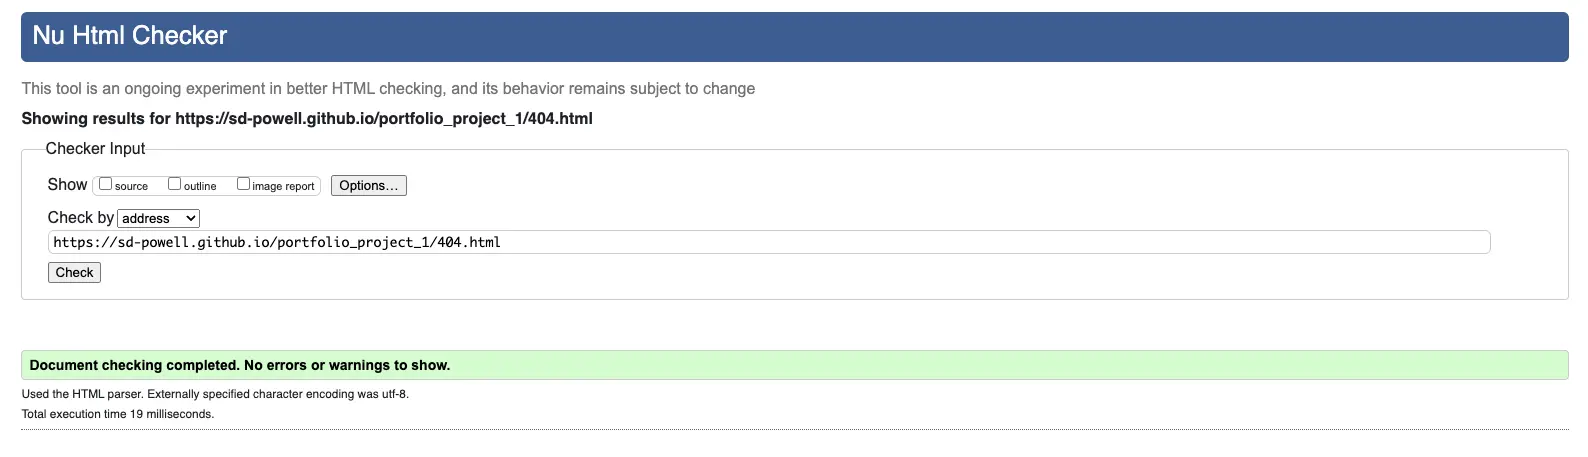 Nu Html Checker
This tool is an ongoing experiment in better HTML checking, and its behavior remains subject to change
Showing results for https://sd-powell.github.io/portfolio_project_1/404.html
Checker Input
Show source outline image report Options...
Check by address
https://sd-powell.github.io/portfolio_project_1/404.html
Check
Document checking completed. No errors or warnings to show.
Used the HTML parser. Externally specified character encoding was utf-8.
Total execution time 19 milliseconds.